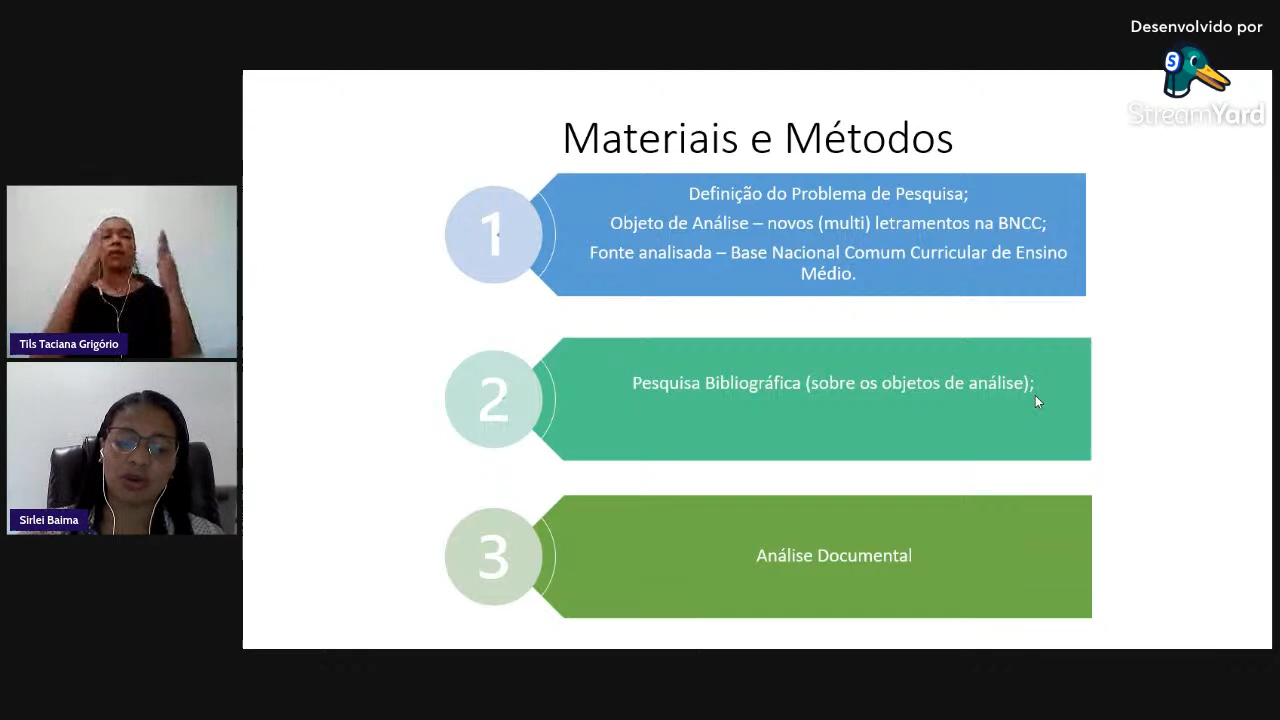 Desenvolvido por
S
StreamYard
Materiais e Métodos
1
Definição do Problema de Pesquisa;
Objeto de Análise – novos (multi) letramentos na BNCC;
Fonte analisada – Base Nacional Comum Curricular de Ensino
Médio.
Tils Taciana Grigório
2
Pesquisa Bibliográfica (sobre os objetos de análise);
Sirlei Baima
3
Análise Documental